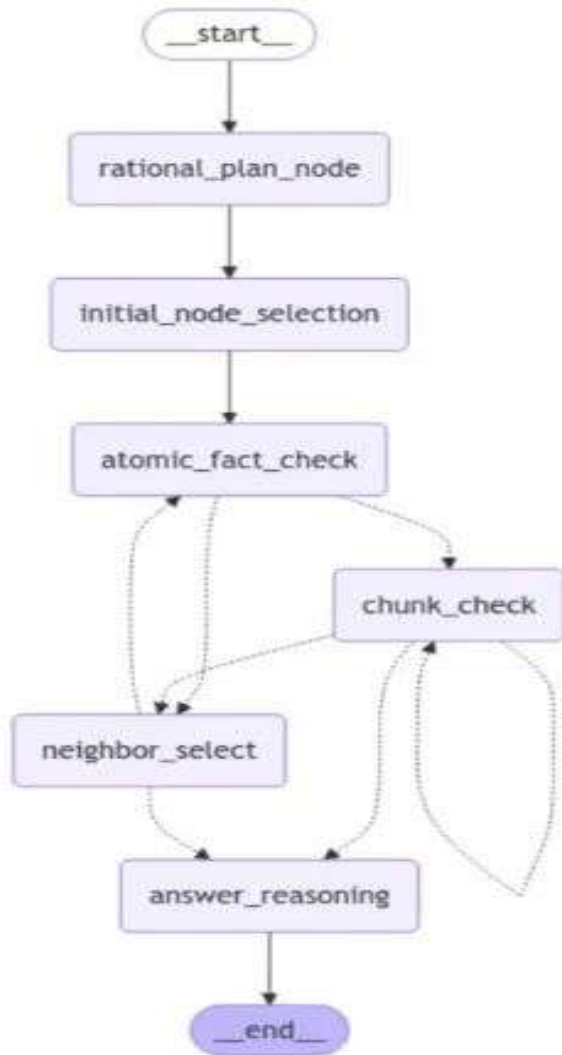 __start__
rational_plan_node
initial_node_selection
atomic_fact_check
chunk_check
neighbor_select
answer_reasoning
__end__